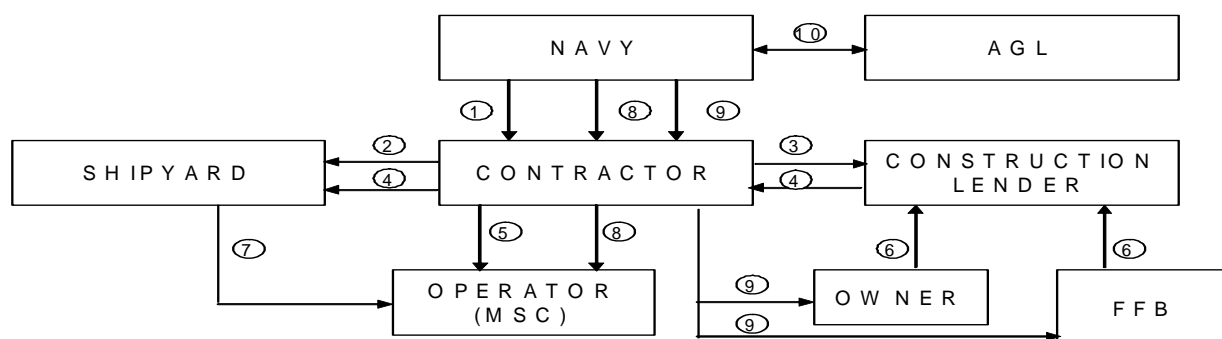 NAVY
10
AGL
1
8
9
SHIPYARD
2
4
CONTRACTOR
3
4
CONSTRUCTION
LENDER
7
5
8
6
6
OPERATOR
(MSC)
9
9
OWNER
FFB